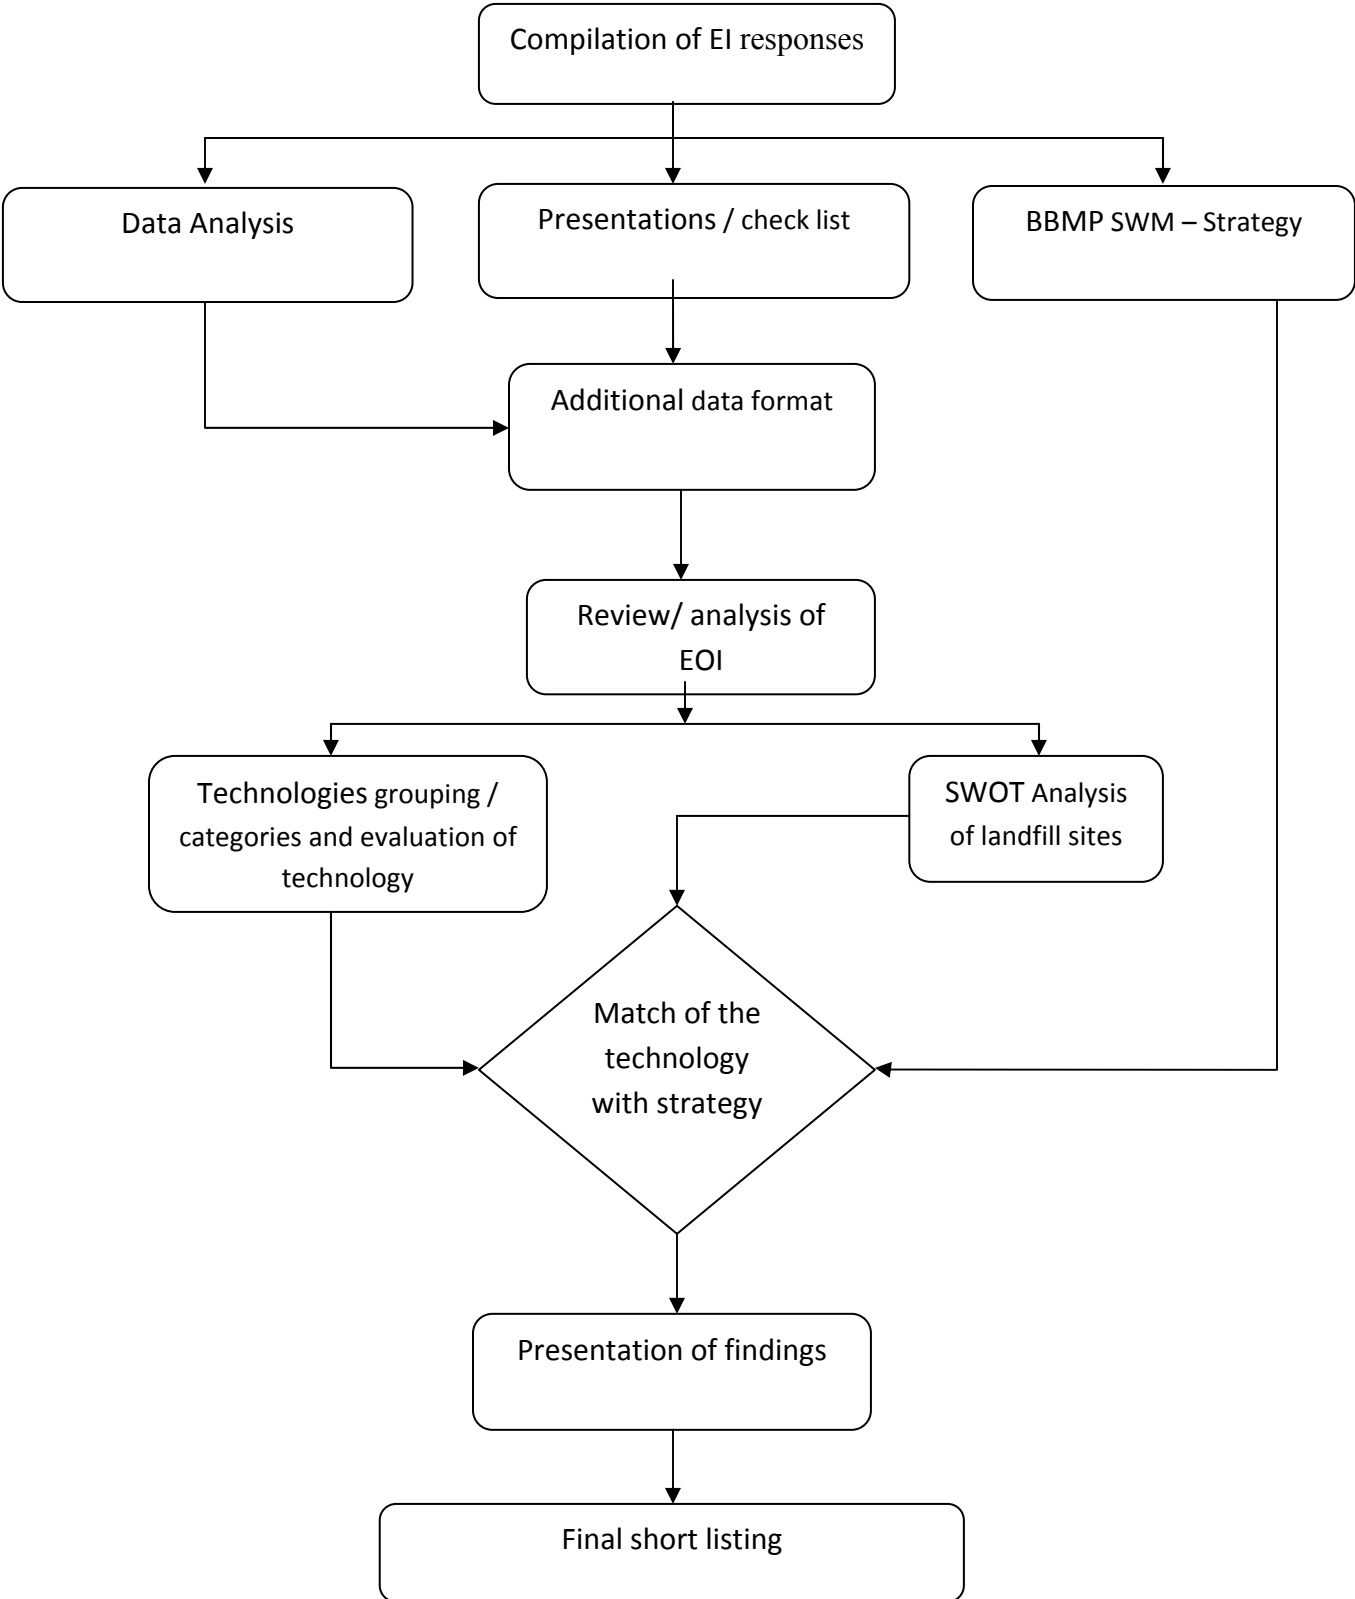 Compilation of EI responses
Data Analysis
Presentations / check list
BBMP SWM – Strategy
Additional data format
Review/ analysis of
EOI
Technologies grouping /
categories and evaluation of
technology
SWOT Analysis
of landfill sites
Match of the
technology
with strategy
Presentation of findings
Final short listing